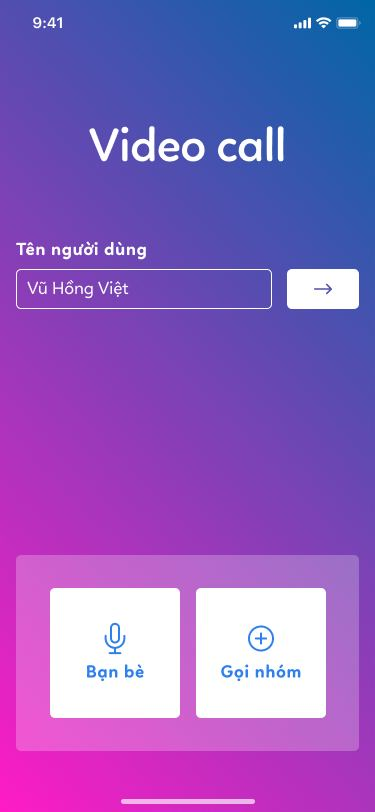 9:41
Video call
Tên người dùng
Vũ Hồng Việt
Bạn bè
Gọi nhóm